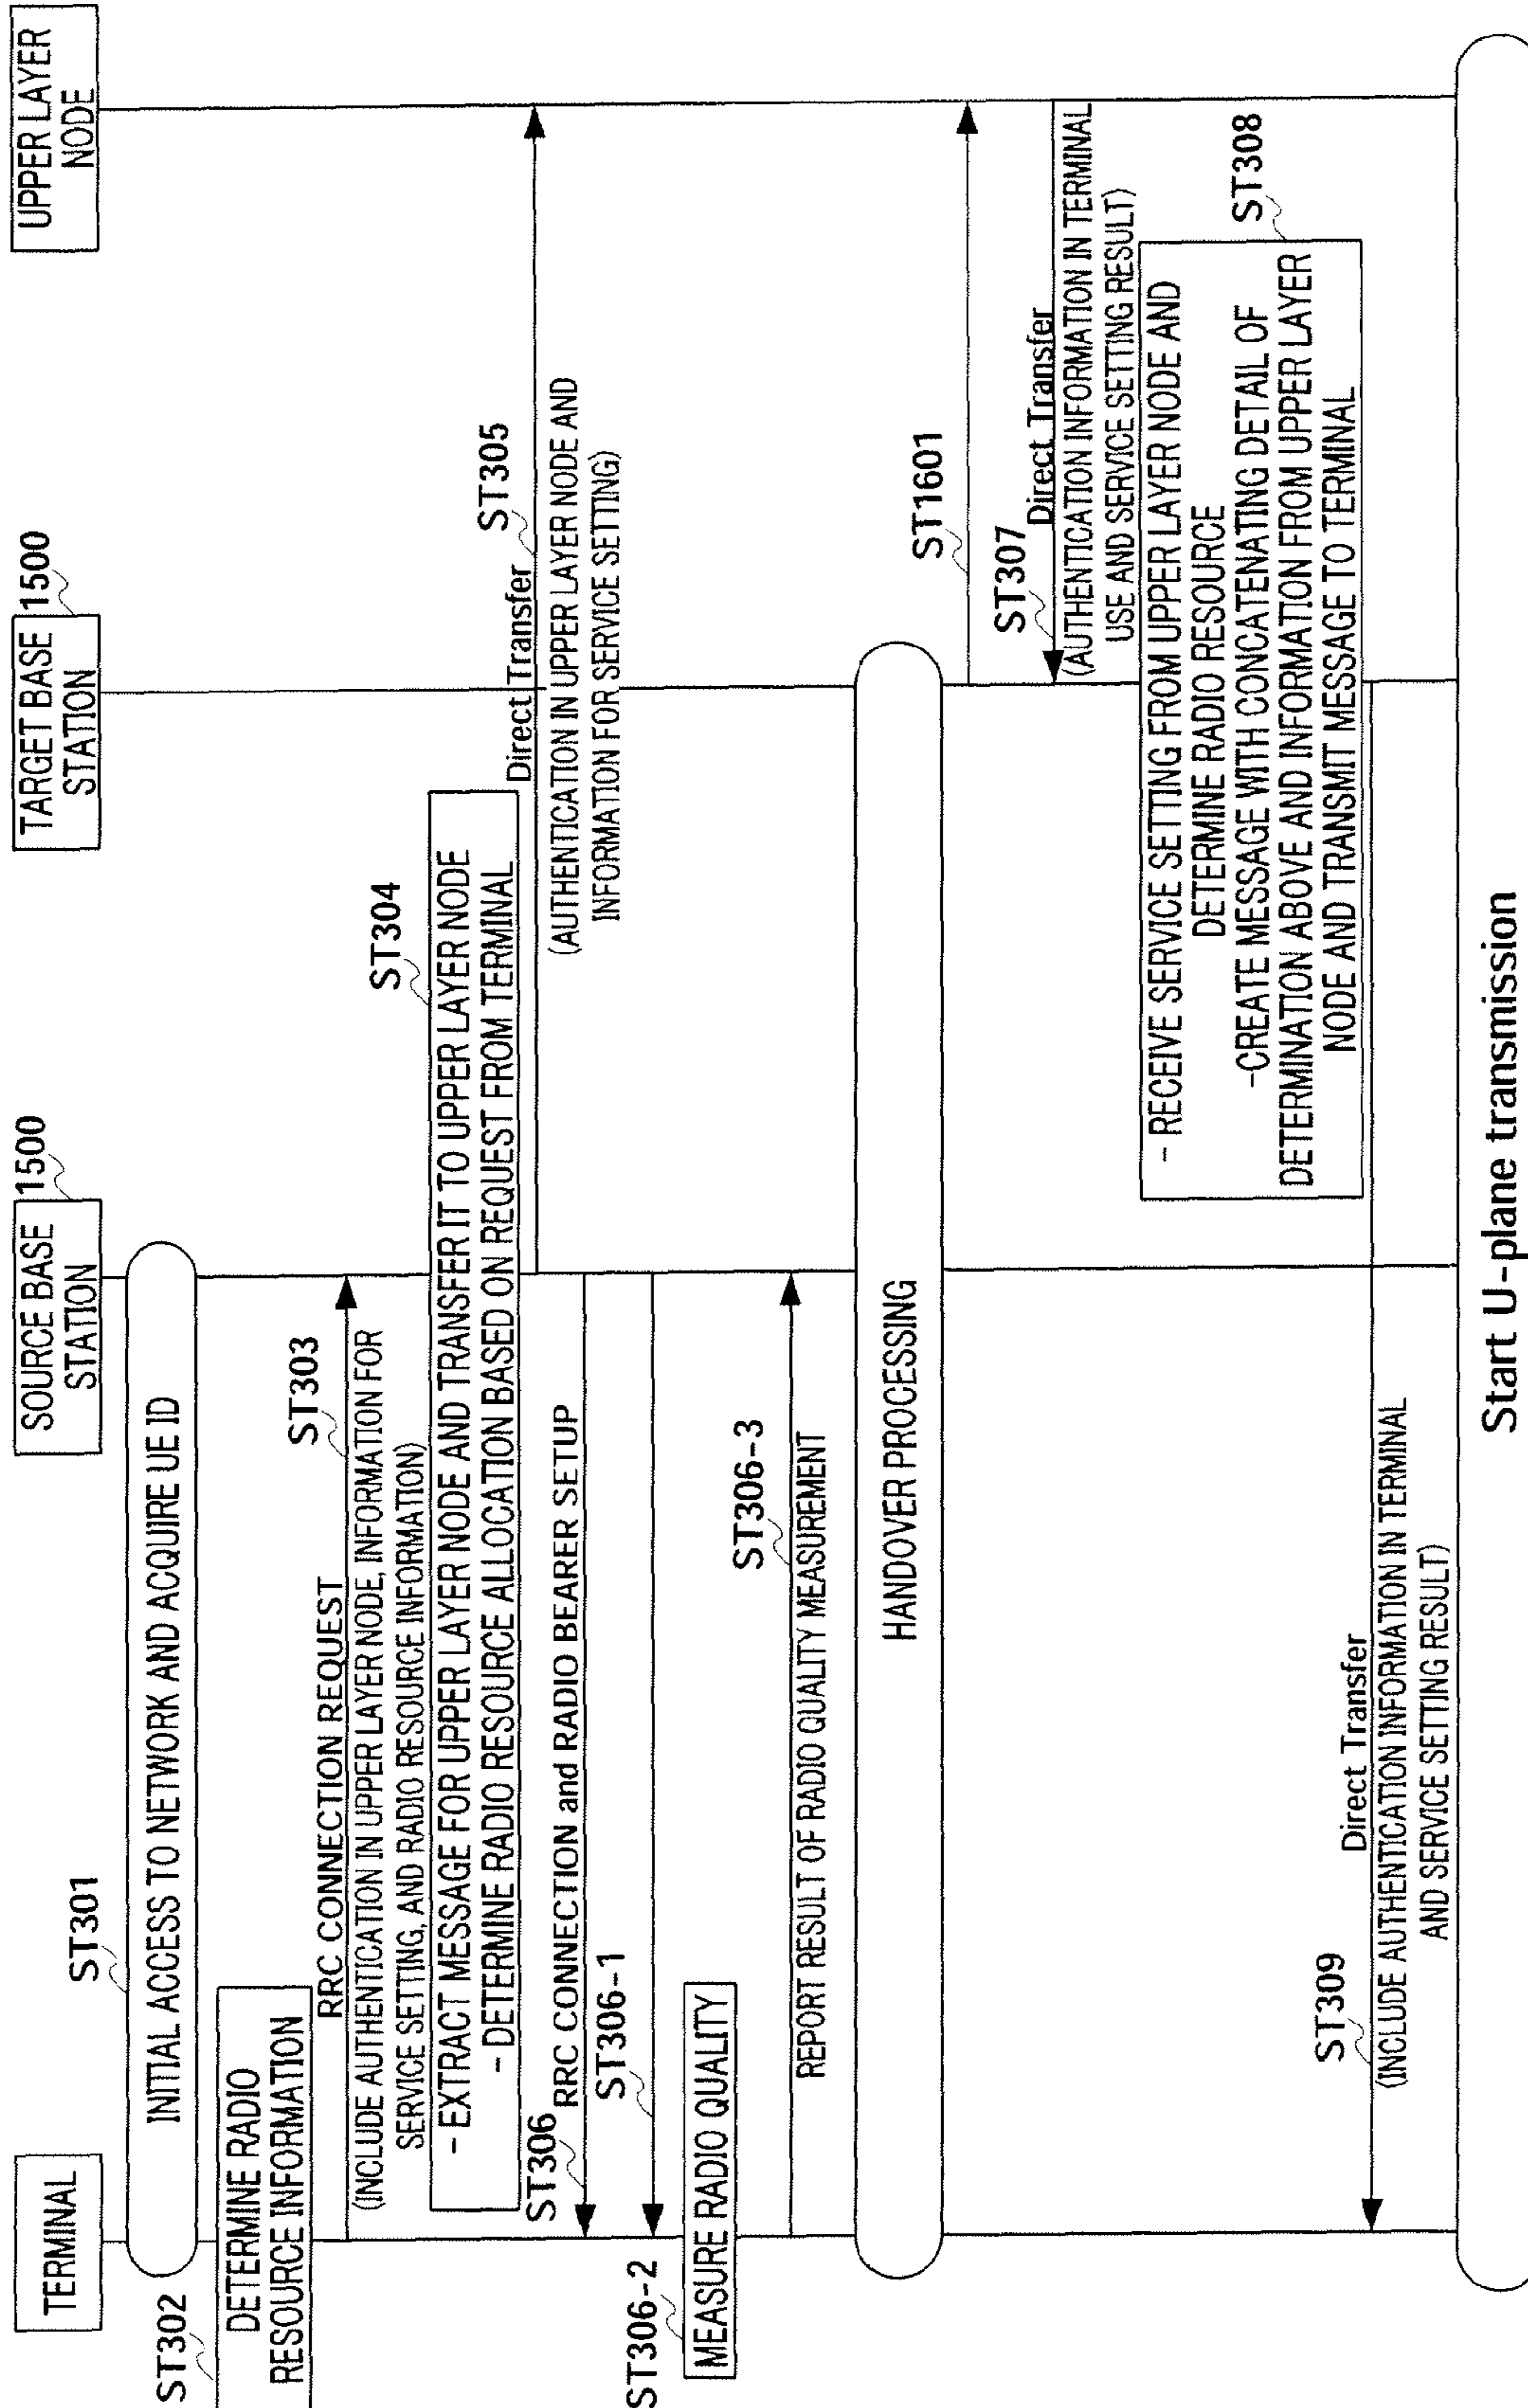 TERMINAL
SOURCE BASE
STATION
1500
TARGET BASE
STATION
1500
UPPER LAYER
NODE
ST301
INITIAL ACCESS TO NETWORK AND ACQUIRE UE ID
ST302
DETERMINE RADIO
RESOURCE INFORMATION
RRC CONNECTION REQUEST
ST303
(INCLUDE AUTHENTICATION IN UPPER LAYER NODE, INFORMATION FOR
SERVICE SETTING, AND RADIO RESOURCE INFORMATION)
ST304
- EXTRACT MESSAGE FOR UPPER LAYER NODE AND TRANSFER IT TO UPPER LAYER NODE
- DETERMINE RADIO RESOURCE ALLOCATION BASED ON REQUEST FROM TERMINAL
Direct Transfer
ST305
(AUTHENTICATION IN UPPER LAYER NODE AND
INFORMATION FOR SERVICE SETTING)
ST306
RRC CONNECTION and RADIO BEARER SETUP
ST306-1
ST306-2
MEASURE RADIO QUALITY
ST306-3
REPORT RESULT OF RADIO QUALITY MEASUREMENT
HANDOVER PROCESSING
ST1601
ST307
Direct Transfer
(AUTHENTICATION INFORMATION IN TERMINAL
USE AND SERVICE SETTING RESULT)
ST308
- RECEIVE SERVICE SETTING FROM UPPER LAYER NODE AND
DETERMINE RADIO RESOURCE
-CREATE MESSAGE WITH CONCATENATING DETAIL OF
DETERMINATION ABOVE AND INFORMATION FROM UPPER LAYER
NODE AND TRANSMIT MESSAGE TO TERMINAL
ST309
Direct Transfer
(INCLUDE AUTHENTICATION INFORMATION IN TERMINAL
AND SERVICE SETTING RESULT)
Start U-plane transmission